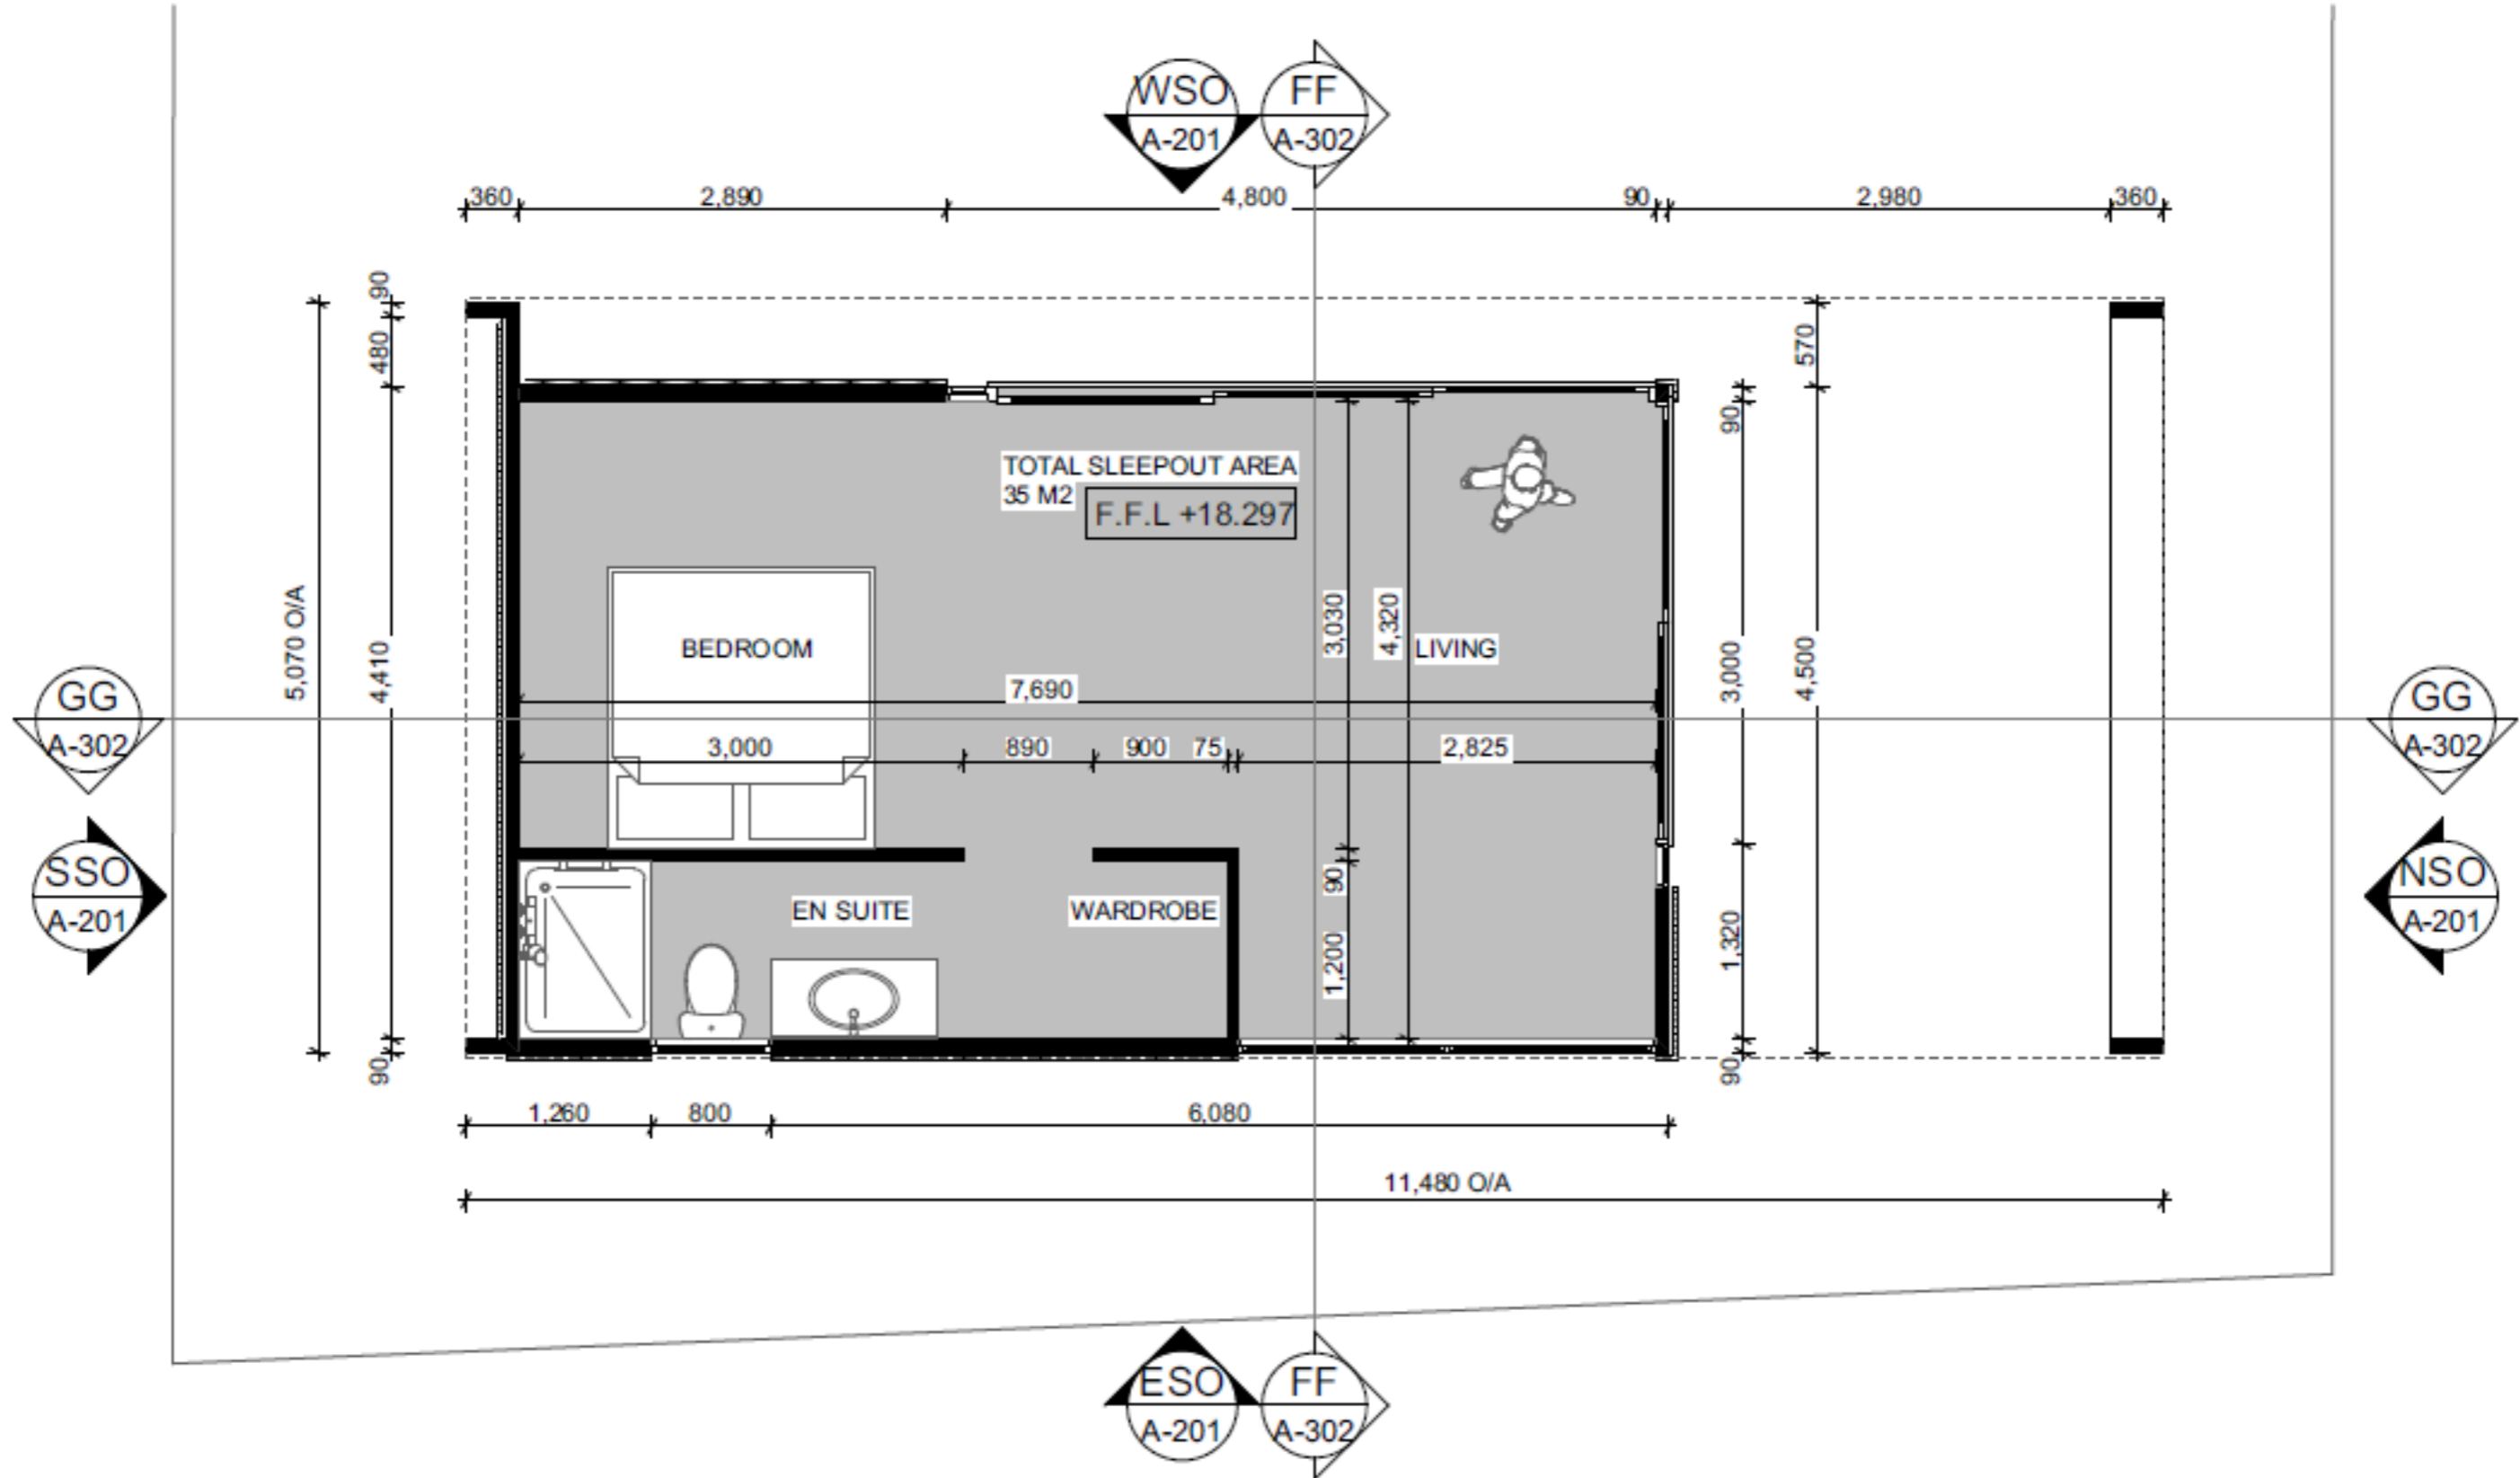 WSO
A-201
FF
A-302
360
2,890
4,800
90
2,980
360
90
480
570
90
TOTAL SLEEPOUT AREA
35 M2
F.F.L +18.297
5,070 O/A
4,410
BEDROOM
3,030
4,320
LIVING
3,000
4,500
7,690
GG
A-302
GG
A-302
3,000
890
900
75
2,825
SSO
A-201
EN SUITE
WARDROBE
90
1,200
1,320
NSO
A-201
90
90
1,260
800
6,080
11,480 O/A
ESO
A-201
FF
A-302